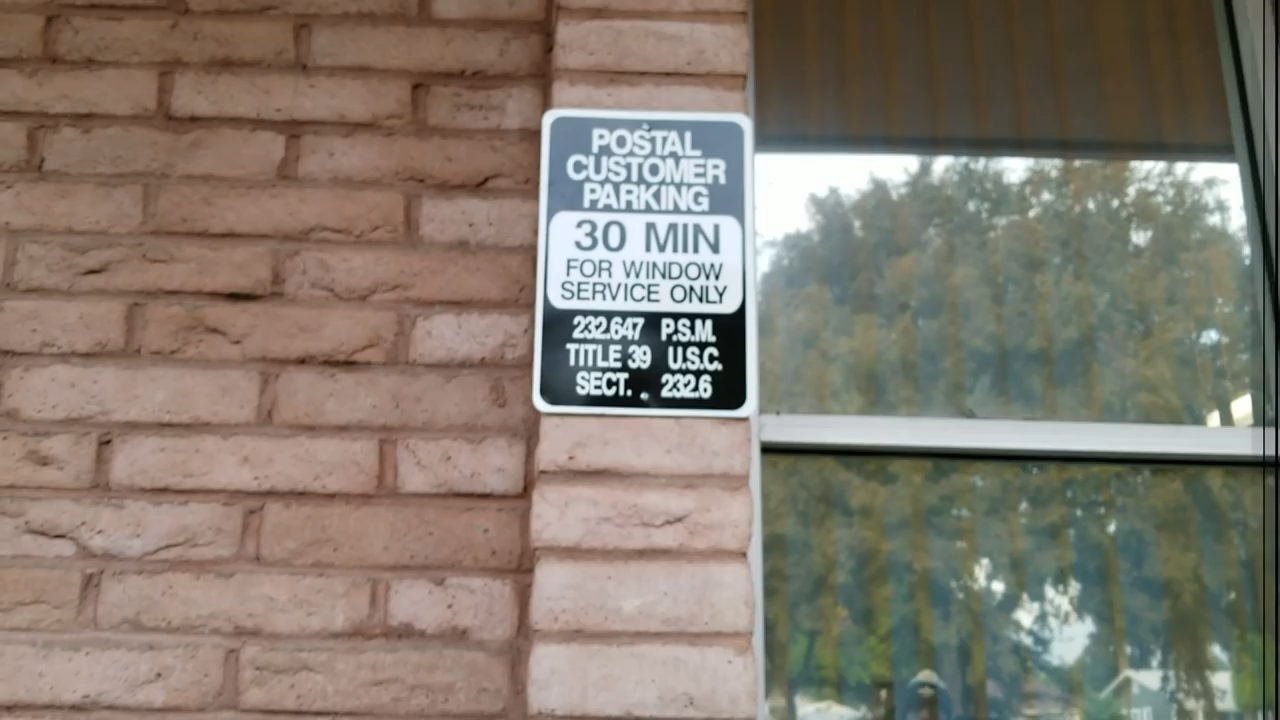 POSTAL
CUSTOMER
PARKING
30 MIN
FOR WINDOW
SERVICE ONLY
232.647 P.S.M.
TITLE 39 U.S.C.
SECT. 232.6